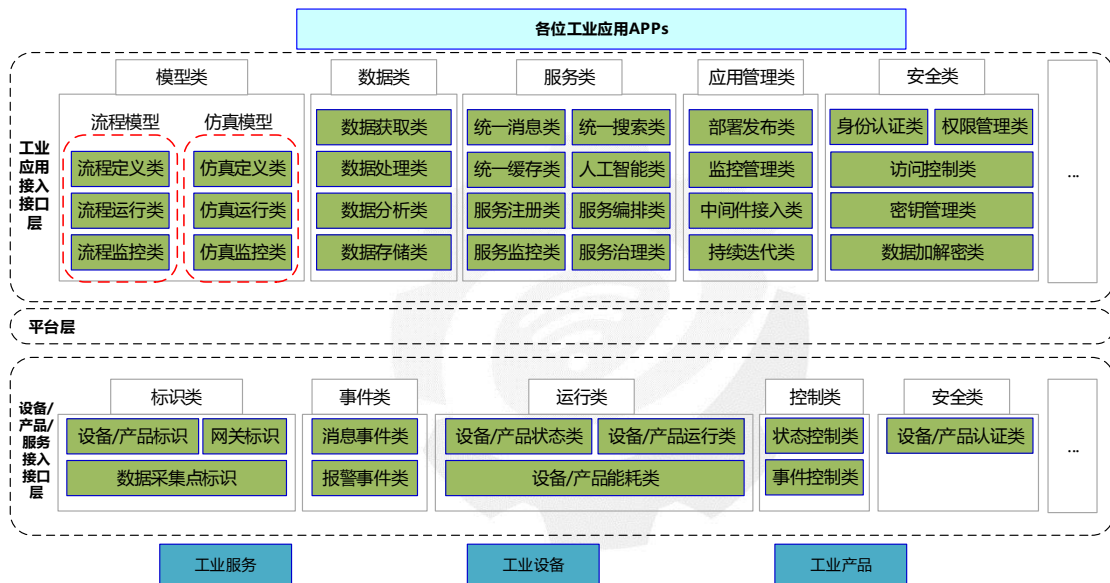 各位工业应用APPs
模型类
数据类
服务类
应用管理类
安全类
工业
应用
接入
接口
层
流程模型
仿真模型
流程定义类
仿真定义类
流程运行类
仿真运行类
流程监控类
仿真监控类
数据获取类
数据处理类
数据分析类
数据存储类
统一消息类
统一搜索类
统一缓存类
人工智能类
服务注册类
服务编排类
服务监控类
服务治理类
部署发布类
监控管理类
中间件接入类
持续迭代类
身份认证类
权限管理类
访问控制类
密钥管理类
数据加解密类
...
平台层
设备/
产品/
服务
接入
接口
层
标识类
事件类
运行类
控制类
安全类
设备/产品标识
网关标识
数据采集点标识
消息事件类
报警事件类
设备/产品状态类
设备/产品运行类
设备/产品能耗类
状态控制类
事件控制类
设备/产品认证类
...
工业服务
工业设备
工业产品